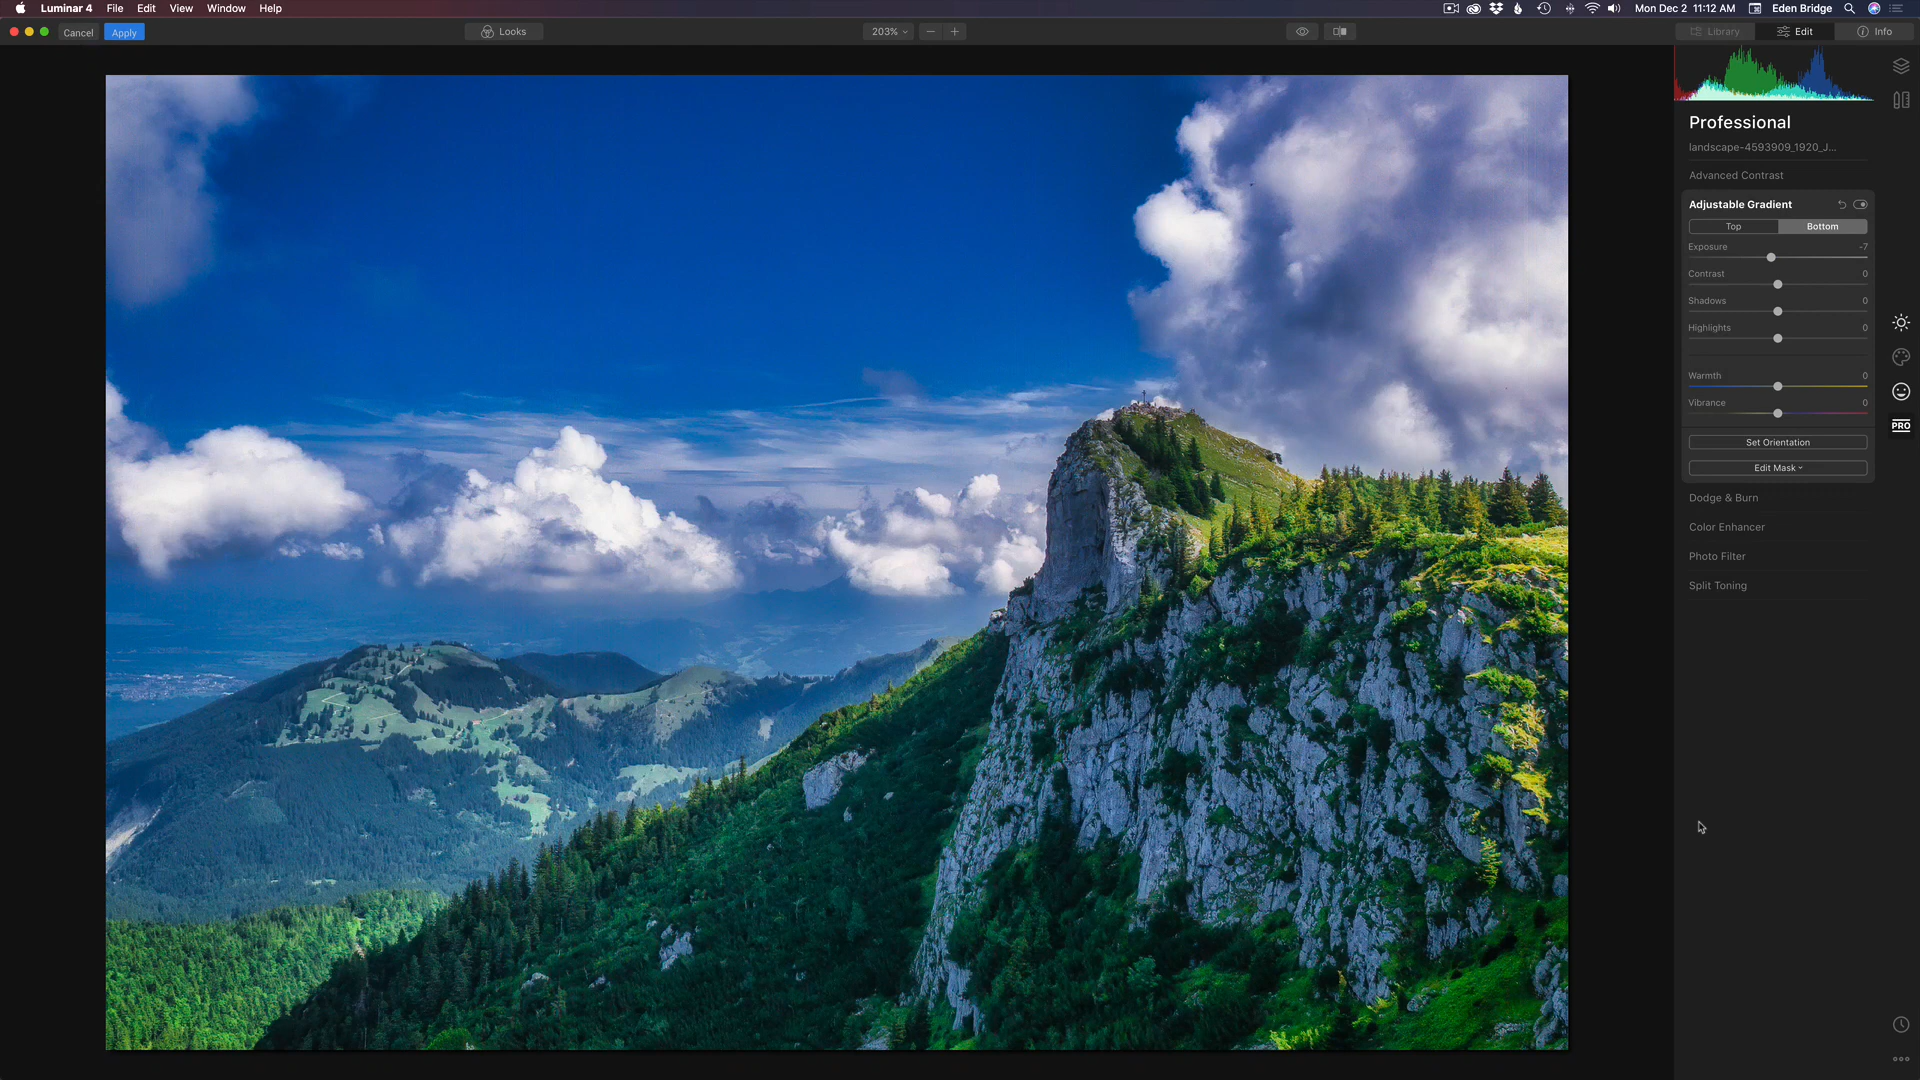 Luminar 4 File Edit View Window Help
Mon Dec 2 11:12 AM Eden Bridge
Cancel Apply Looks 203% Library Edit Info
Professional
landscape-4593909_1920_J...
Advanced Contrast
Adjustable Gradient
Top Bottom
Exposure -7
Contrast 0
Shadows 0
Highlights 0
Warmth 0
Vibrance 0
PRO
Set Orientation
Edit Mask
Dodge & Burn
Color Enhancer
Photo Filter
Split Toning